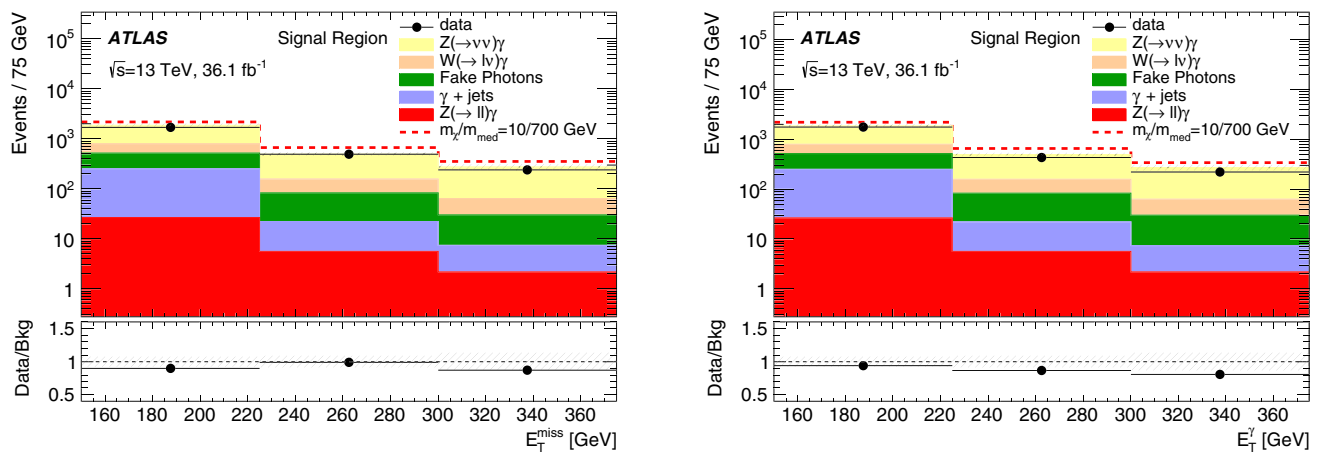 Events / 75 GeV
10⁵
10⁴
10³
10²
10
1
ATLAS
Signal Region
√s=13 TeV, 36.1 fb⁻¹
data
Z(→νν)γ
W(→ lν)γ
Fake Photons
γ + jets
Z(→ ll)γ
mχ/mmed=10/700 GeV
Data/Bkg
1.5
1
0.5
160 180 200 220 240 260 280 300 320 340 360
E_T^miss [GeV]
Events / 75 GeV
10⁵
10⁴
10³
10²
10
1
ATLAS
Signal Region
√s=13 TeV, 36.1 fb⁻¹
data
Z(→νν)γ
W(→ lν)γ
Fake Photons
γ + jets
Z(→ ll)γ
mχ/mmed=10/700 GeV
Data/Bkg
1.5
1
0.5
160 180 200 220 240 260 280 300 320 340 360
E_T^γ [GeV]